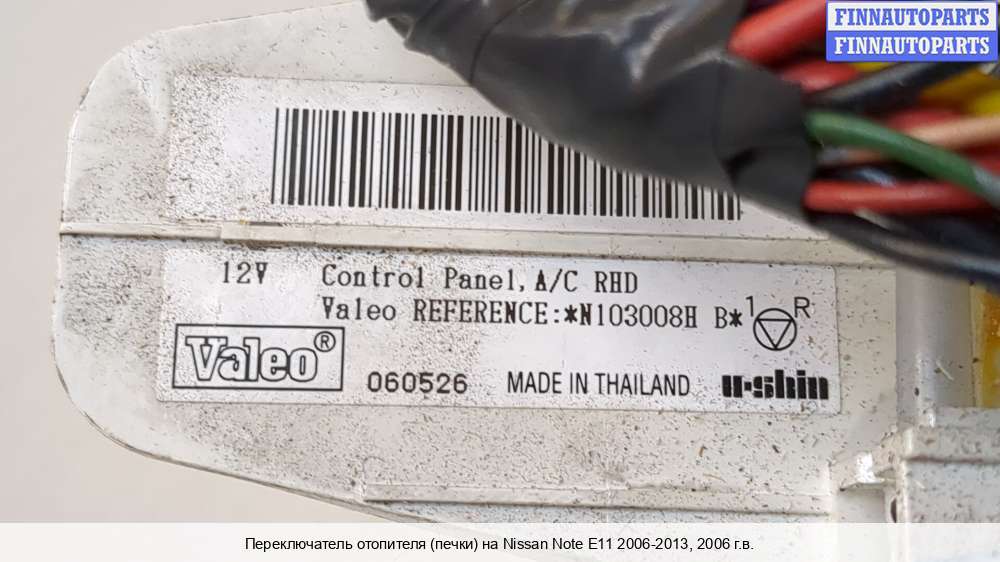 FINNAUTOPARTS
FINNAUTOPARTS
12V Control Panel, A/C RHD
Valeo REFERENCE:*N103008H B* 1 R
Valeo® 060526 MADE IN THAILAND u-shin
Переключатель отопителя (печки) на Nissan Note E11 2006-2013, 2006 г.в.